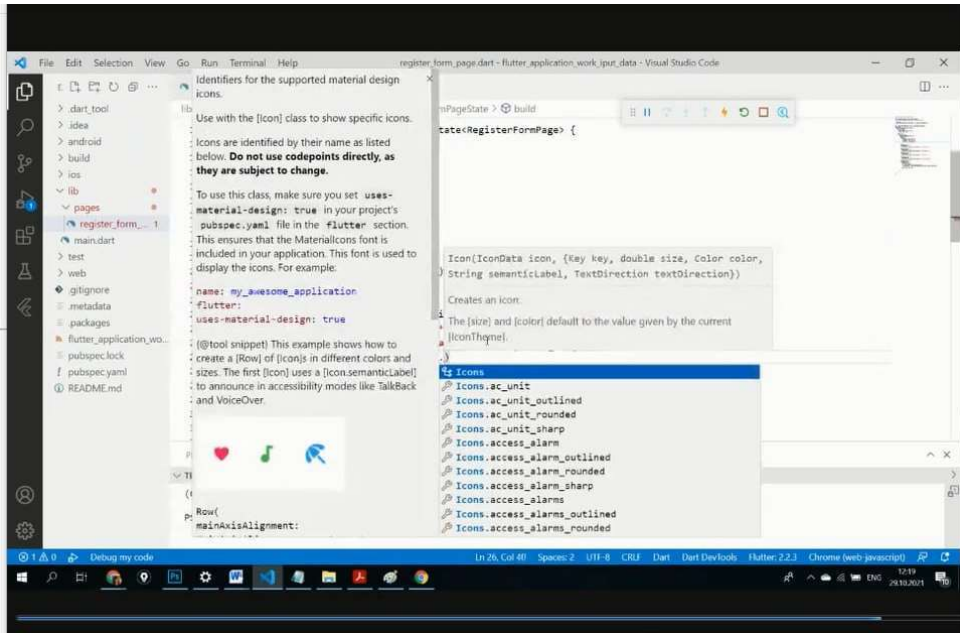 File Edit Selection View Go Run Terminal Help
register_form_page.dart - flutter_application_work_iput_data - Visual Studio Code
.dart_tool
.idea
android
build
ios
lib
pages
register_form_... 1
main.dart
test
web
.gitignore
.metadata
.packages
flutter_application_wo...
pubspec.lock
pubspec.yaml
README.md
Identifiers for the supported material design
icons.
Use with the [Icon] class to show specific icons.
Icons are identified by their name as listed
below. Do not use codepoints directly, as
they are subject to change.
To use this class, make sure you set uses-
material-design: true in your project's
pubspec.yaml file in the flutter section.
This ensures that the MaterialIcons font is
included in your application. This font is used to
display the icons. For example:
name: my_awesome_application
flutter:
uses-material-design: true
{@tool snippet} This example shows how to
create a [Row] of [Icon]s in different colors and
sizes. The first [Icon] uses a [Icon.semanticLabel]
to announce in accessibility modes like TalkBack
and VoiceOver.
Row(
mainAxisAlignment:
lib
mPageState > build
tate<RegisterFormPage> {
Icon(IconData icon, {Key key, double size, Color color,
String semanticLabel, TextDirection textDirection})
Creates an icon.
The [size] and [color] default to the value given by the current
[IconTheme].
Icons
Icons.ac_unit
Icons.ac_unit_outlined
Icons.ac_unit_rounded
Icons.ac_unit_sharp
Icons.access_alarm
Icons.access_alarm_outlined
Icons.access_alarm_rounded
Icons.access_alarm_sharp
Icons.access_alarms
Icons.access_alarms_outlined
Icons.access_alarms_rounded
1 0 Debug my code
Ln 26, Col 40 Spaces: 2 UTF-8 CRLF Dart Dart DevTools Flutter: 2.2.3 Chrome (web-javascript)
ENG
12:19
29.10.2021